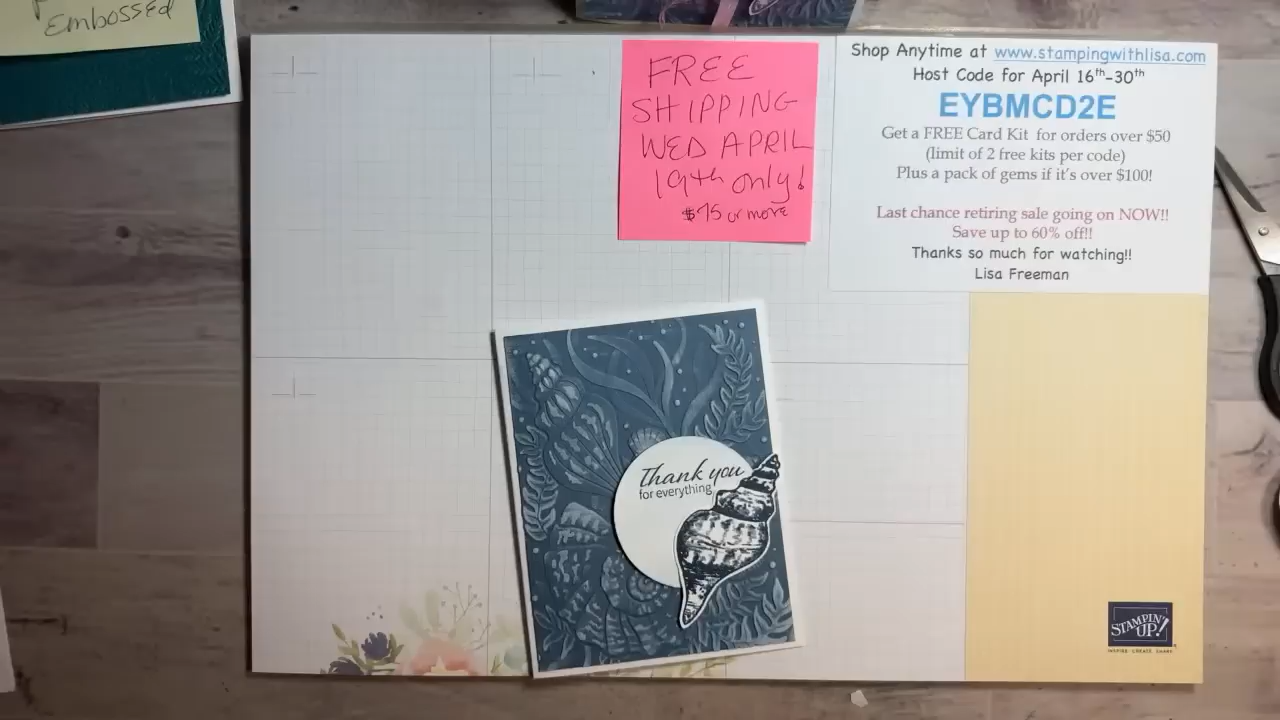 Embossed
FREE
SHIPPING
WED APRIL
19th only!
$75 or more
Shop Anytime at www.stampingwithlisa.com
Host Code for April 16th-30th
EYBMCD2E
Get a FREE Card Kit for orders over $50
(limit of 2 free kits per code)
Plus a pack of gems if it's over $100!
Last chance retiring sale going on NOW!!
Save up to 60% off!!
Thanks so much for watching!!
Lisa Freeman
Thank you
for everything
STAMPIN' UP!
INSPIRE·CREATE·SHARE